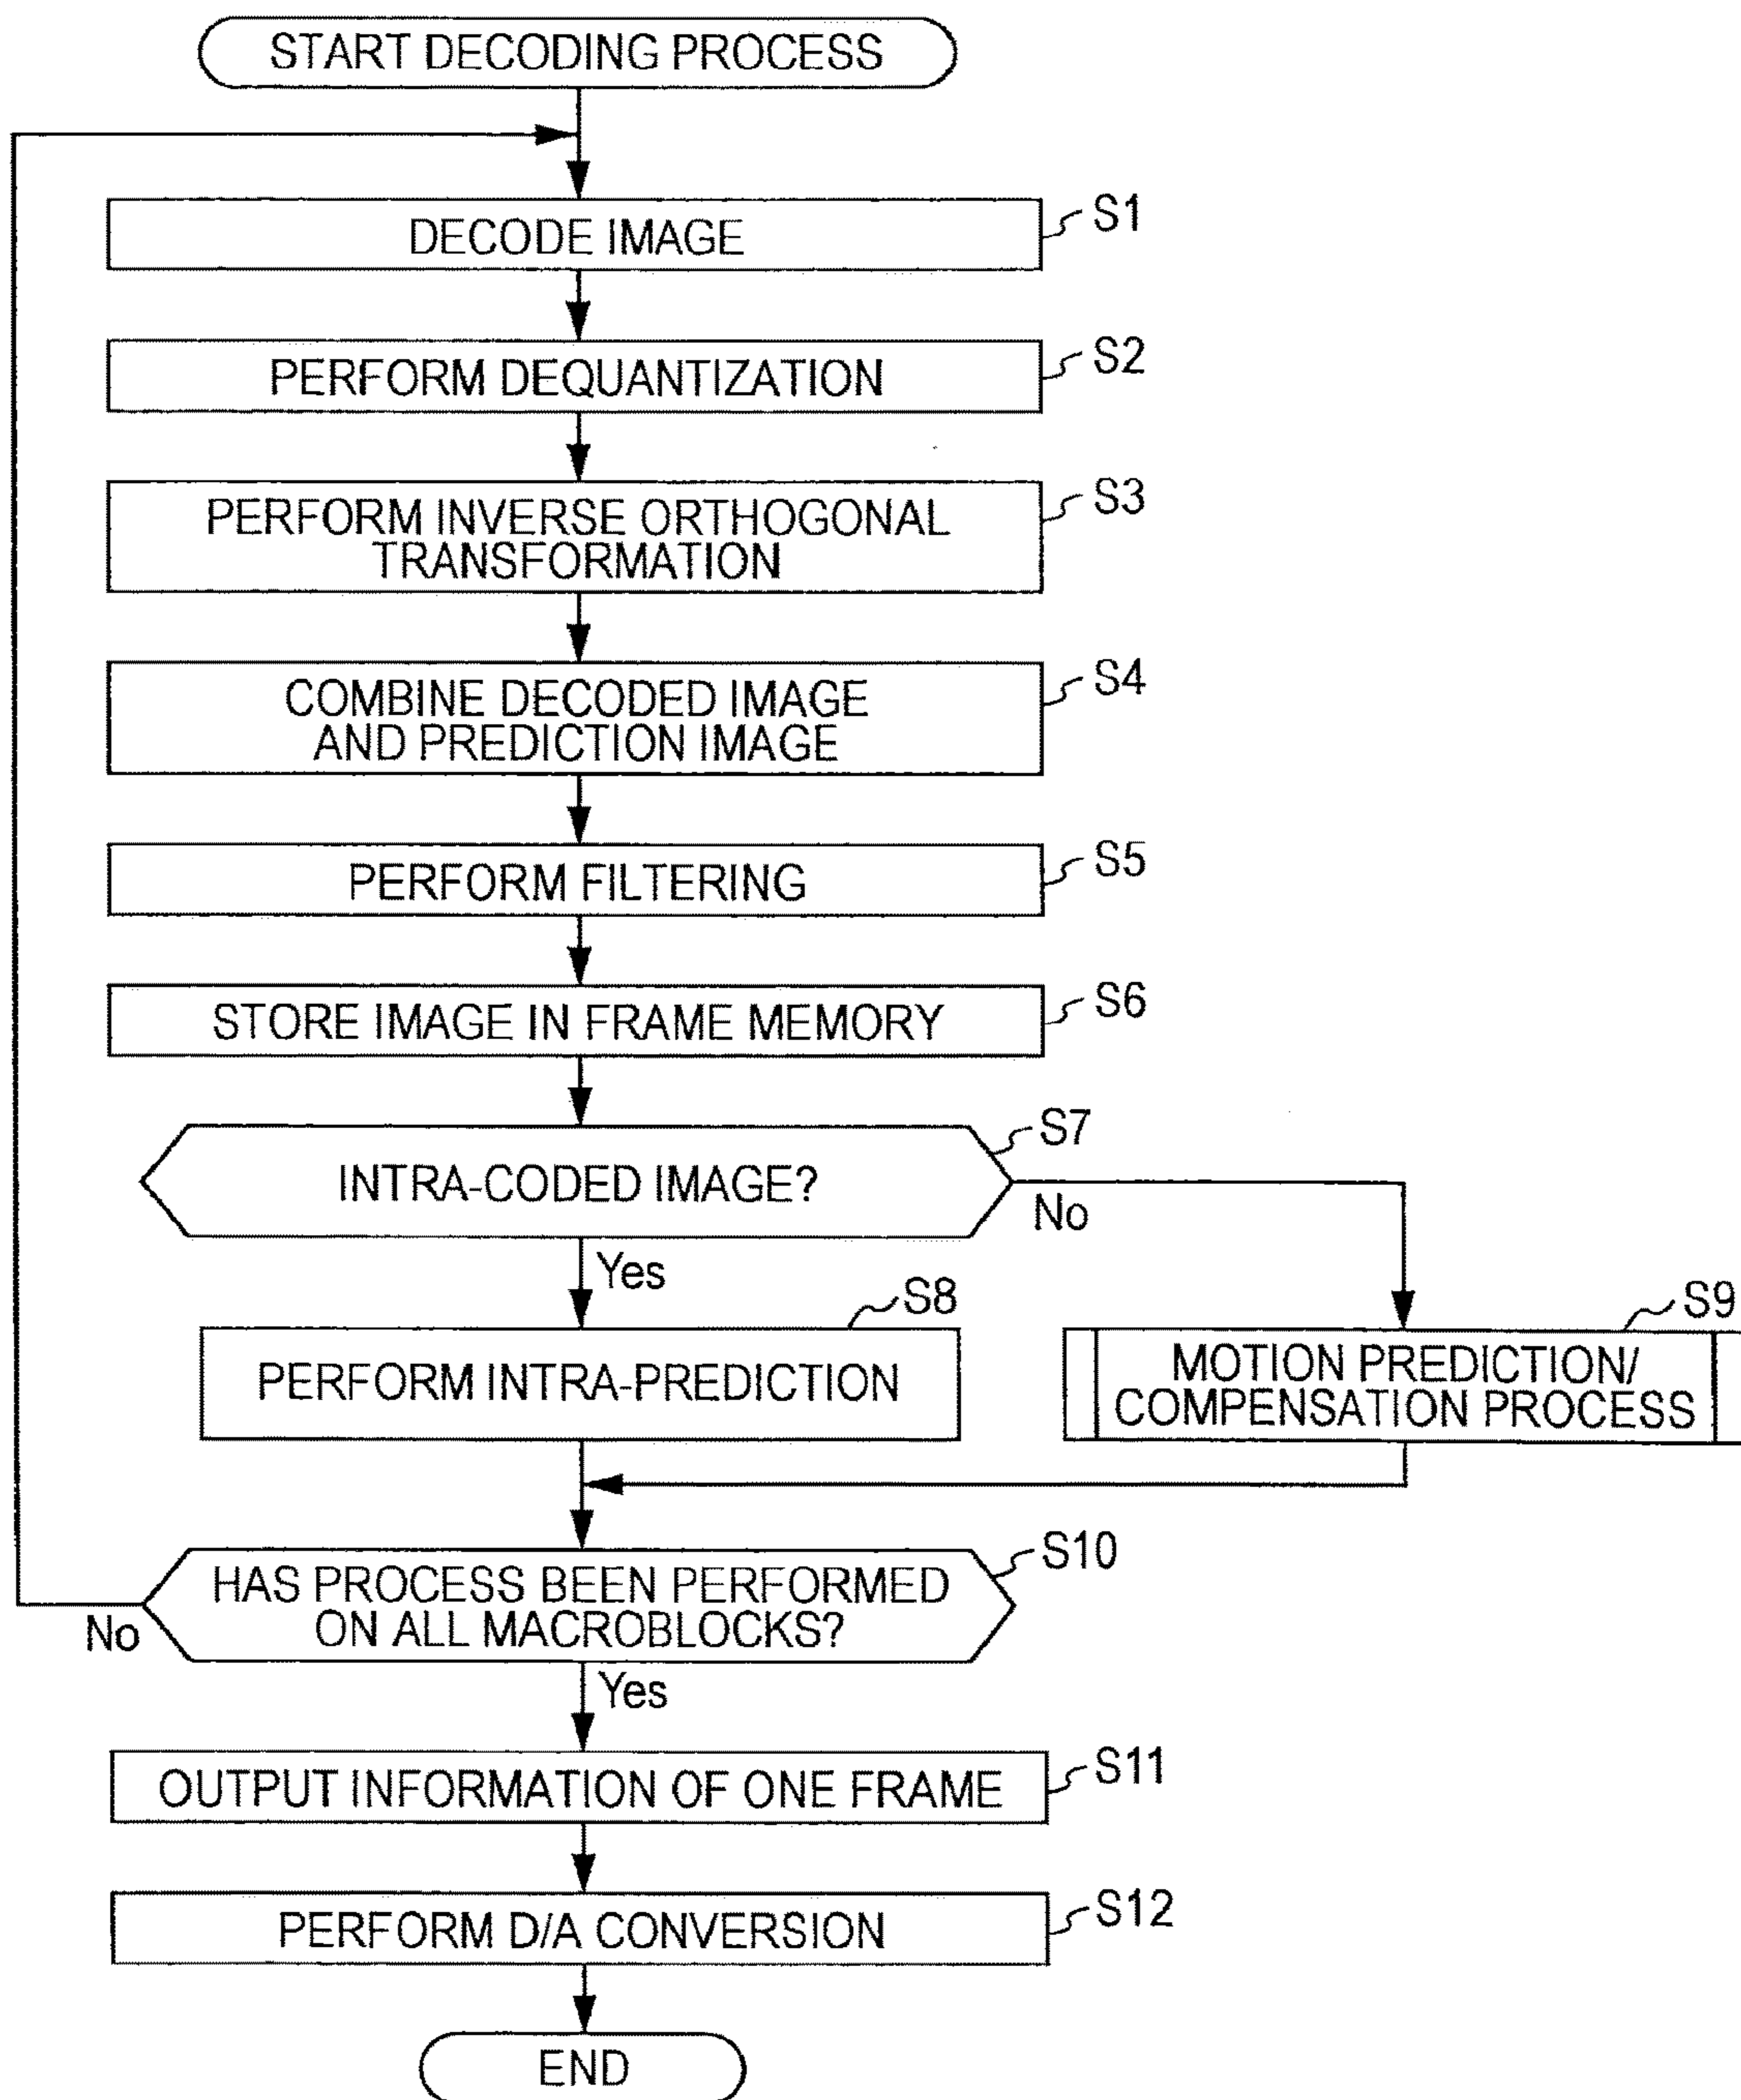 START DECODING PROCESS
DECODE IMAGE
S1
PERFORM DEQUANTIZATION
S2
PERFORM INVERSE ORTHOGONAL
TRANSFORMATION
S3
COMBINE DECODED IMAGE
AND PREDICTION IMAGE
S4
PERFORM FILTERING
S5
STORE IMAGE IN FRAME MEMORY
S6
INTRA-CODED IMAGE?
S7
No
Yes
PERFORM INTRA-PREDICTION
S8
MOTION PREDICTION/
COMPENSATION PROCESS
S9
HAS PROCESS BEEN PERFORMED
ON ALL MACROBLOCKS?
S10
No
Yes
OUTPUT INFORMATION OF ONE FRAME
S11
PERFORM D/A CONVERSION
S12
END